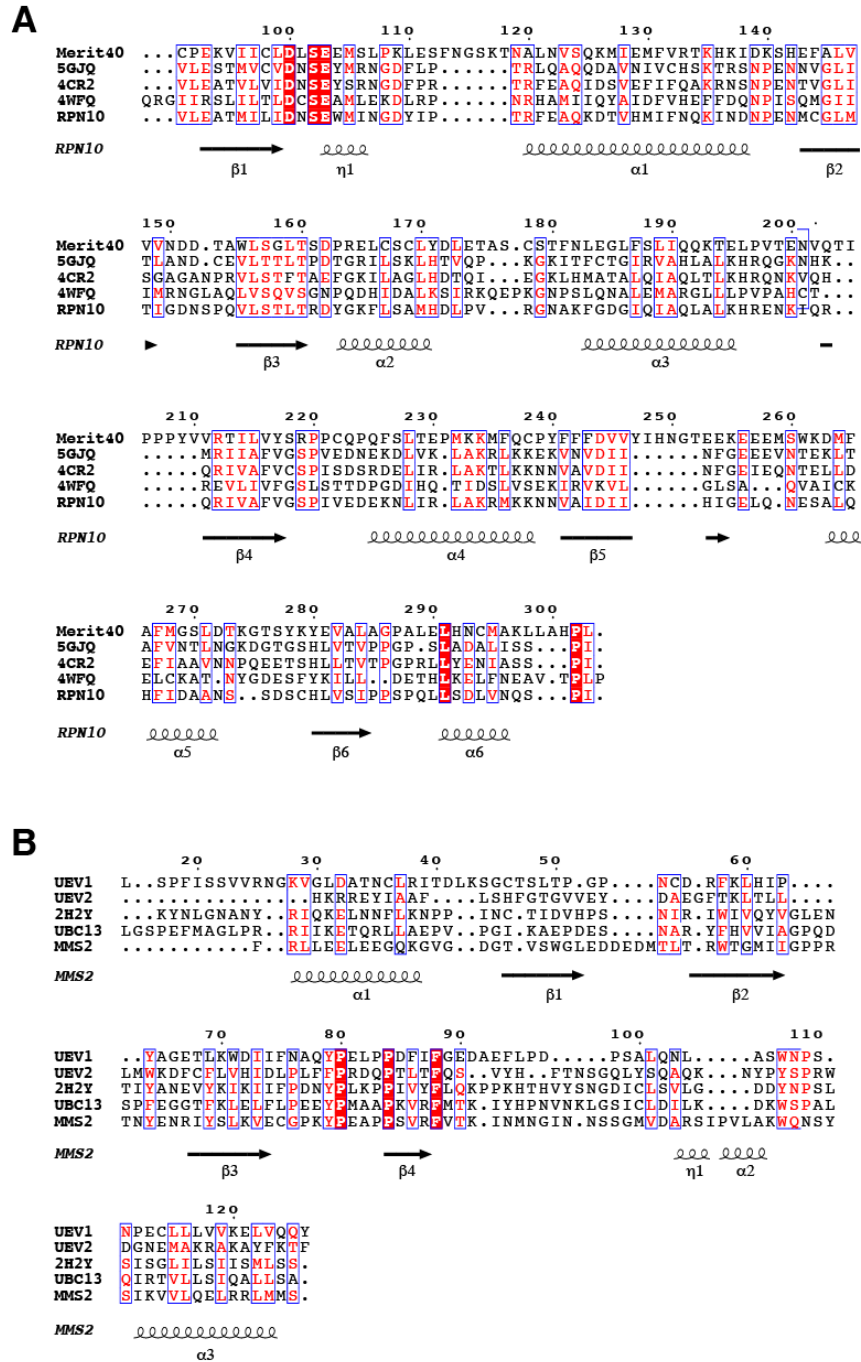 A
100 110 120 130 140
Merit40 ...CPEKVIICLDLSEEMSLPKLESFNGSKTNALNVSQKMIEMFVRTKHKIDKSHEFALV
5GJQ ...VLESTMVCVDNSEYMRNGDFLP......TRLQAQQDAVNIVCHSKTRSNPENNVGLI
4CR2 ...VLEATVLVIDNSEYSRNGDFPR......TRFEAQIDSVEFIFQAKRNSNPENTVGLI
4WFQ QRGIIRSLILTLDCSEAMLEKDLRP......NRHAMIIQYAIDFVHEFFDQNPISQMGII
RPN10 ...VLEATMILIDNSEWMINGDYIP......TRFEAQKDTVHMIFNQKINDNPENMCGLM
RPN10
β1 η1 α1 β2
150 160 170 180 190 200
Merit40 VVNDD.TAWLSGLTSDPRELCSCLYDLETAS.CSTFNLEGLFSLIQQKTELPVTENVQTI
5GJQ TLAND.CEVLTTLTPDTGRILSKLHTVQP...KGKITFCTGIRVAHLALKHRQGKNHK..
4CR2 SGAGANPRVLSTFTAEFGKILAGLHDTQI...EGKLHMATALQIAQLTLKHRQNKVQH..
4WFQ IMRNGLAQLVSQVSGNPQDHIDALKSIRKQEPKGNPSLQNALEMARGLLLPVPAHCT...
RPN10 TIGDNSPQVLSTLTRDYGKFLSAMHDLPV...RGNAKFGDGIQIAQLALKHRENKIQR..
RPN10
β3 α2 α3
210 220 230 240 250 260
Merit40 PPPYVVRTILVYSRPPCQPQFSLTEPMKKMFQCPYFFFDVVYIHNGTEEKEEEMSWKDMF
5GJQ .....MRIIAFVGSPVEDNEKDLVK.LAKRLKKEKVNVDII......NFGEEEVNTEKLT
4CR2 .....QRIVAFVCSPISDSRDELIR.LAKTLKKNNVAVDII......NFGEIEQNTELLD
4WFQ .....REVLIVFGSLSTTDPGDIHQ.TIDSLVSEKIRVKVL......GLSA...QVAICK
RPN10 .....QRIVAFVGSPIVEDEKNLIR.LAKRMKKNNVAIDII......HIGELQ.NESALQ
RPN10
β4 α4 β5
270 280 290 300
Merit40 AFMGSLDTKGTSYKYEVALAGPALELHNCMAKLLAHPL.
5GJQ AFVNTLNGKDGTGSHLVTVPPGP.SLADALISS...PI.
4CR2 EFIAAVNNPQEETSHLLTVTPGPRLLYENIASS...PI.
4WFQ ELCKAT.NYGDESFYKILL..DETHLKELFNEAV.TPLP
RPN10 HFIDAANS..SDSCHLVSIPPSPQLLSDLVNQS...PI.
RPN10
α5 β6 α6
B
20 30 40 50 60
UEV1 L..SPFISSVVRNGKVGLDATNCLRITDLKSGCTSLTP.GP....NCD.RFKLHIP....
UEV2 ..............HKRREYIAAF...LSHFGTGVVEY....DAEGFTKLTLL....
2H2Y ...KYNLGNANY.RIQKELNNFLKNPP..INC.TIDVHPS....NIR.IWIVQYVGLEN
UBC13 LGSPEFMAGLPR.RIIKETQRLLAEPV..PGI.KAEPDES....NAR.YFHVVIAGPQD
MMS2 ...........F.RLLEELEEGQKGVG..DGT.VSWGLEDDEDMTLT.RWTGMIIGPPR
MMS2
α1 β1 β2
70 80 90 100 110
UEV1 ..YAGETLKWDIIFNAQYPELPPDFIFGEDAEFLPD.....PSALQNL.....ASWNPS.
UEV2 LMWKDFCFLVHIDLPLFFPRDQPTLTFQS..VYH..FTNSGQLYSQAQK....NYPYSPRW
2H2Y TIYANEVYKIKIIFPDNYPLKPPIVYFLQKPPKHTHVYSNGDICLSVLG....DDYNPS
UBC13 SPFEGGTFKLELFLPEEYPMAAPKVRFMTK.IYHPNVNKLGSICLDILK....DKWSPAL
MMS2 TNYENRIYSLKVECGPKYPEAPPSVRFVTK.INMNGIN.NSSGMVDARSIPVLAKWQNSY
MMS2
β3 β4 η1 α2
120
UEV1 NPECLLLVVKELVQQY
UEV2 DGNEMAKRAKAYFKTF
2H2Y SISGLILSIISMLSS.
UBC13 QIRTVLLSIQALLSA.
MMS2 SIKVVLQELRRLMMS.
MMS2
α3